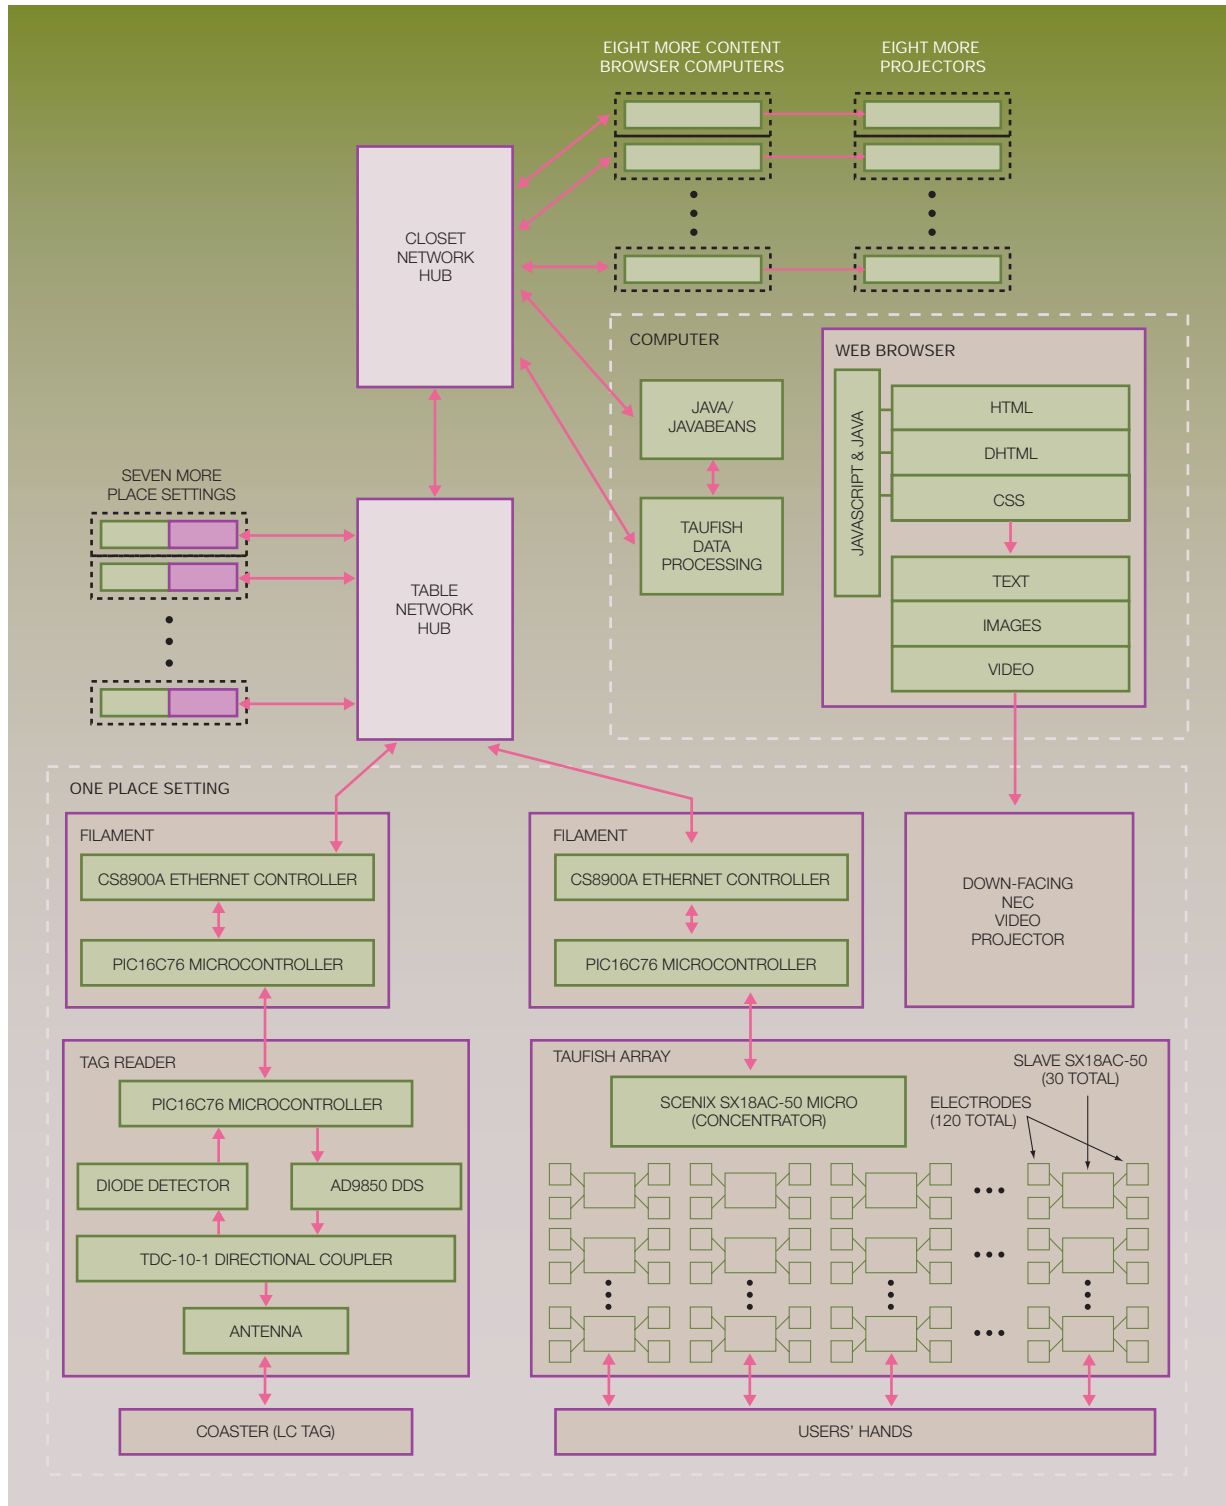 EIGHT MORE CONTENT
BROWSER COMPUTERS
EIGHT MORE
PROJECTORS
CLOSET
NETWORK
HUB
COMPUTER
WEB BROWSER
JAVA/
JAVABEANS
JAVASCRIPT & JAVA
HTML
DHTML
CSS
TAUFISH
DATA
PROCESSING
TEXT
IMAGES
VIDEO
SEVEN MORE
PLACE SETTINGS
TABLE
NETWORK
HUB
ONE PLACE SETTING
FILAMENT
CS8900A ETHERNET CONTROLLER
PIC16C76 MICROCONTROLLER
FILAMENT
CS8900A ETHERNET CONTROLLER
PIC16C76 MICROCONTROLLER
DOWN-FACING
NEC
VIDEO
PROJECTOR
TAG READER
PIC16C76 MICROCONTROLLER
DIODE DETECTOR
AD9850 DDS
TDC-10-1 DIRECTIONAL COUPLER
ANTENNA
COASTER (LC TAG)
TAUFISH ARRAY
SCENIX SX18AC-50 MICRO
(CONCENTRATOR)
SLAVE SX18AC-50
(30 TOTAL)
ELECTRODES
(120 TOTAL)
USERS' HANDS